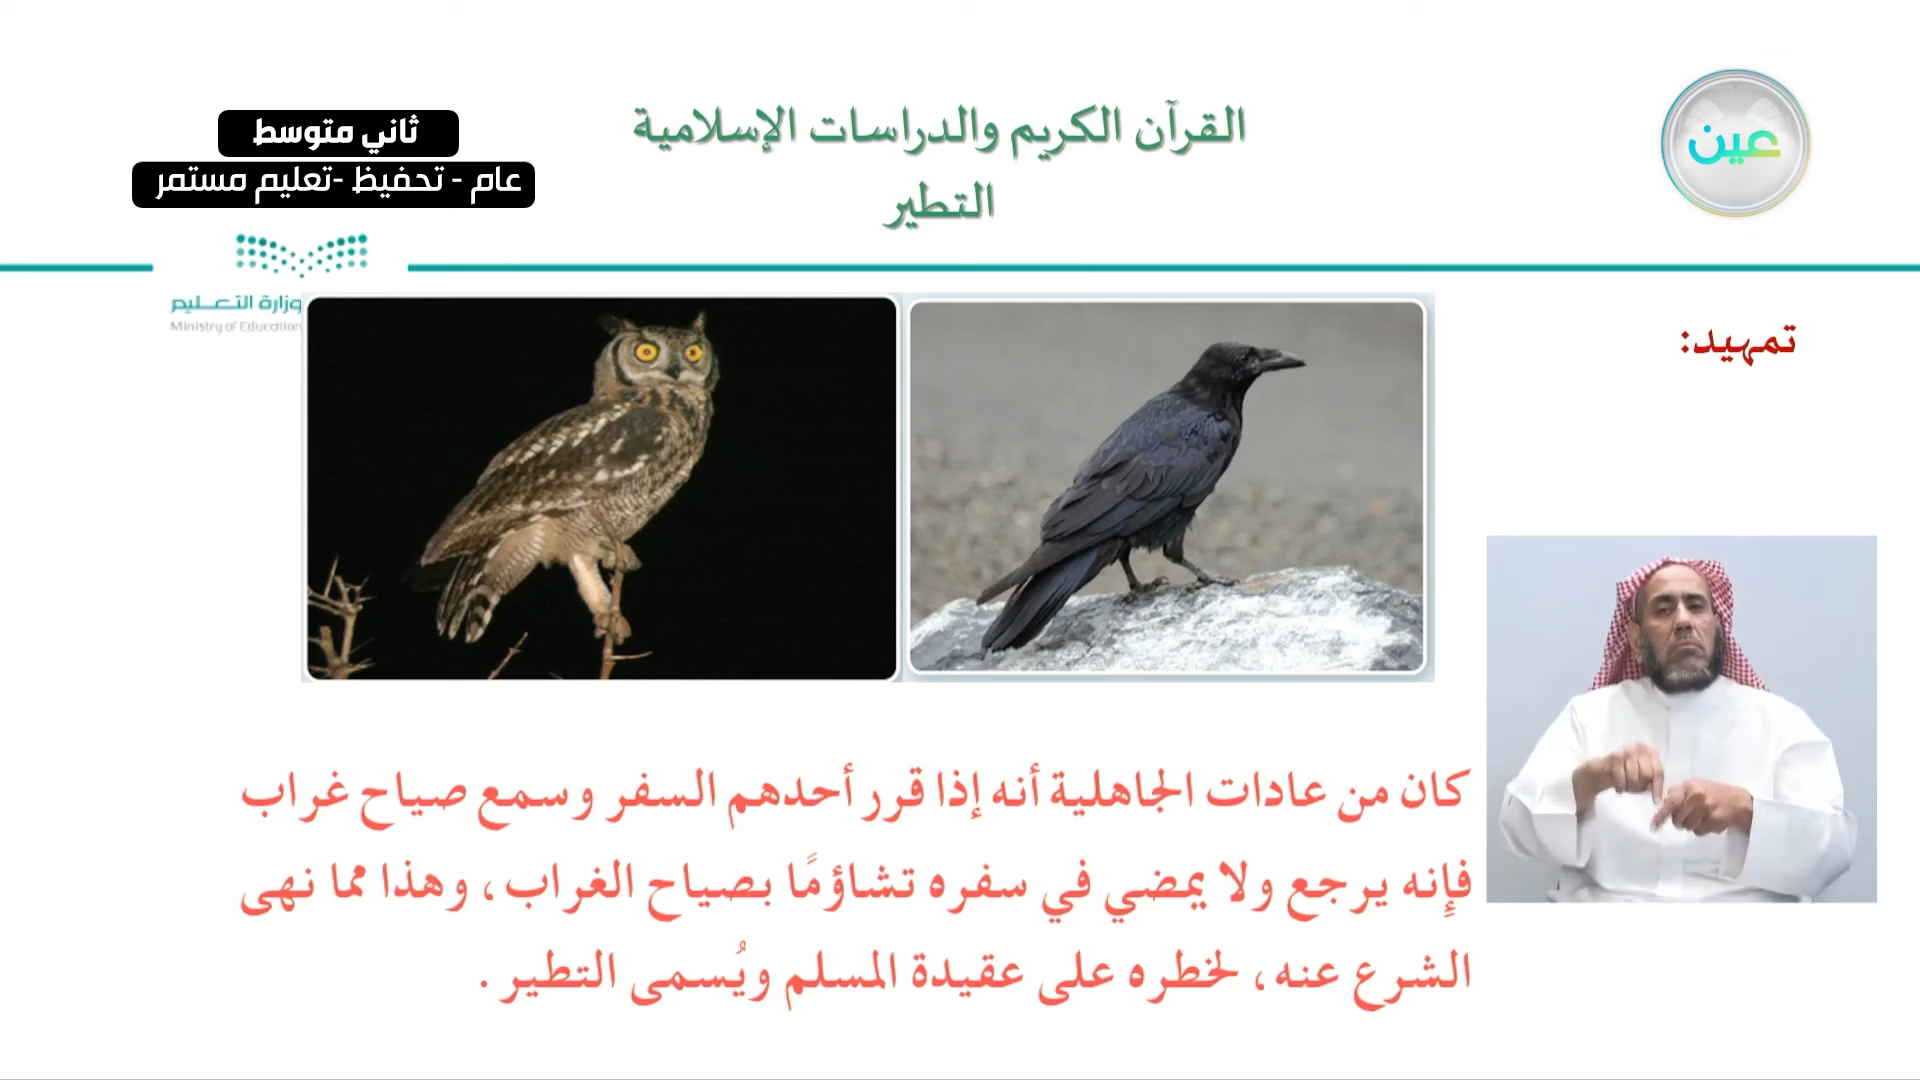 عين
القرآن الكريم والدراسات الإسلامية
التطير
ثاني متوسط
عام - تحفيظ -تعليم مستمر
وزارة التعليم
Ministry of Education
تمهيد:
كان من عادات الجاهلية أنه إذا قرر أحدهم السفر وسمع صياح غراب
فإِنه يرجع ولا يمضي في سفره تشاؤمًا بصياح الغراب، وهذا مما نهى
الشرع عنه، لخطره على عقيدة المسلم ويُسمى التطير .